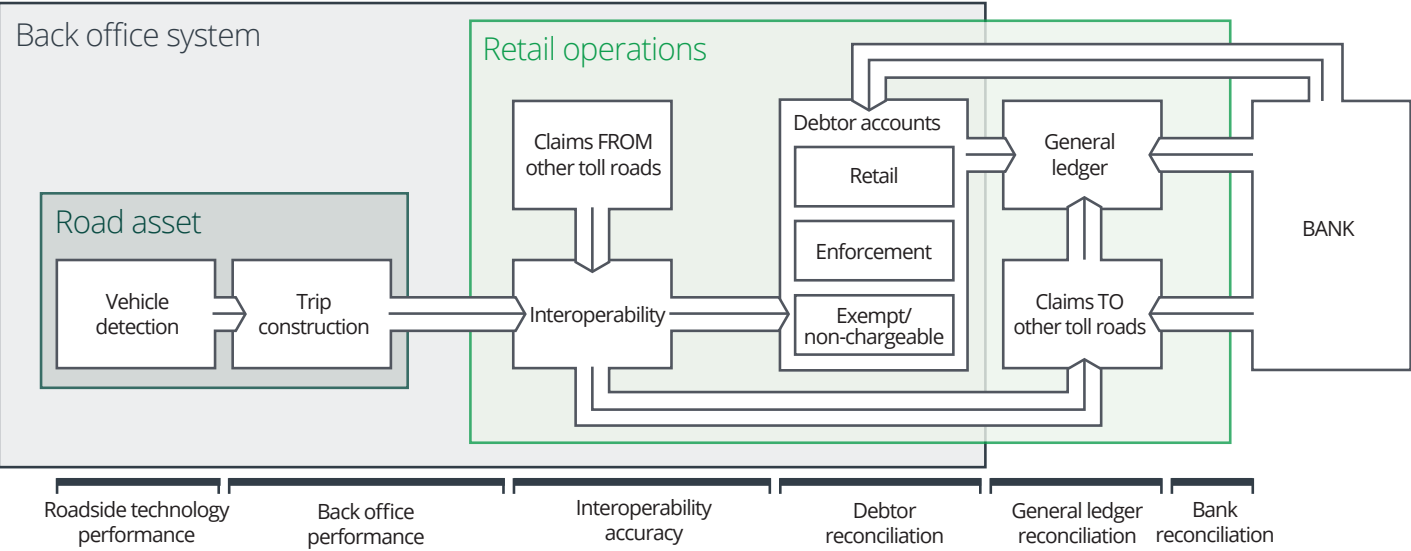 Back office system
Retail operations
Road asset
Vehicle
detection
Trip
construction
Claims FROM
other toll roads
Interoperability
Debtor accounts
Retail
Enforcement
Exempt/
non-chargeable
General
ledger
Claims TO
other toll roads
BANK
Roadside technology
performance
Back office
performance
Interoperability
accuracy
Debtor
reconciliation
General ledger
reconciliation
Bank
reconciliation